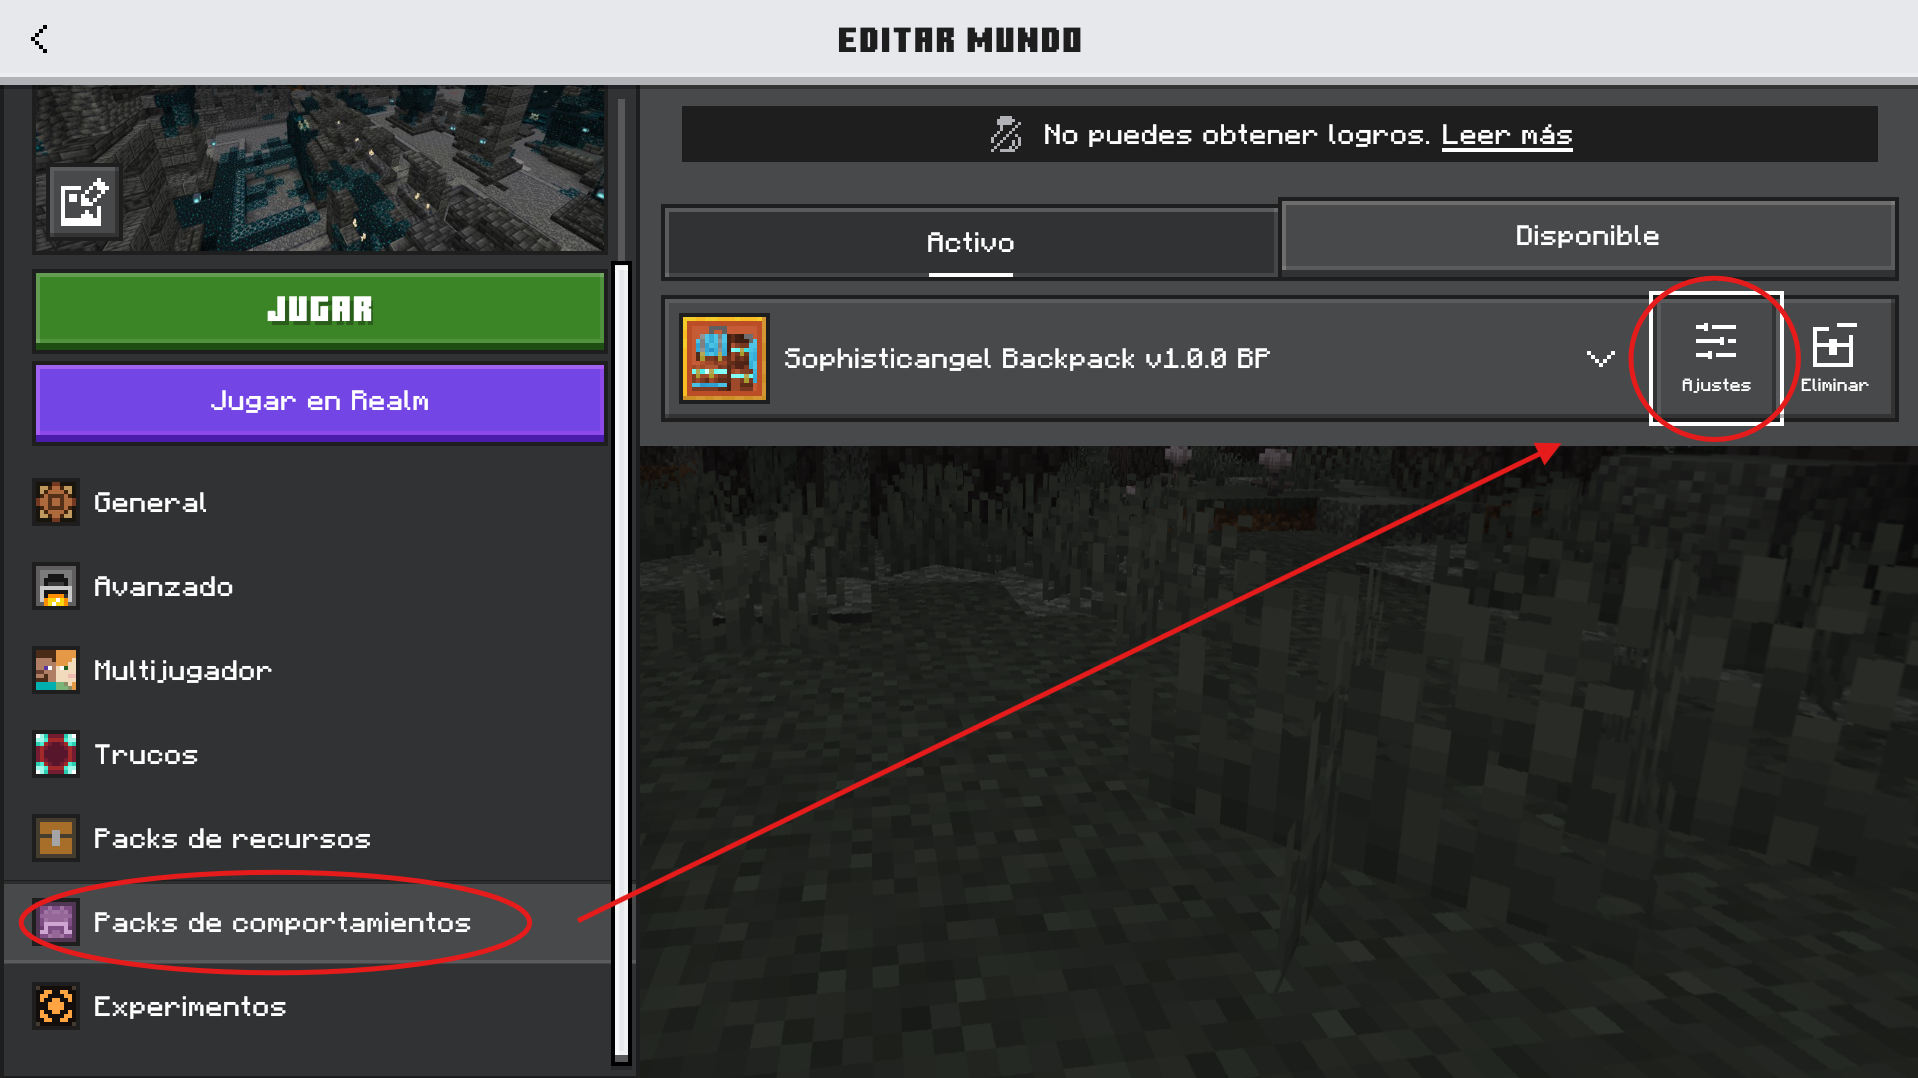 EDITAR MUNDO
No puedes obtener logros. Leer más
Activo
Disponible
Sophisticangel Backpack v1.0.0 BP
Ajustes
Eliminar
JUGAR
Jugar en Realm
General
Avanzado
Multijugador
Trucos
Packs de recursos
Packs de comportamientos
Experimentos